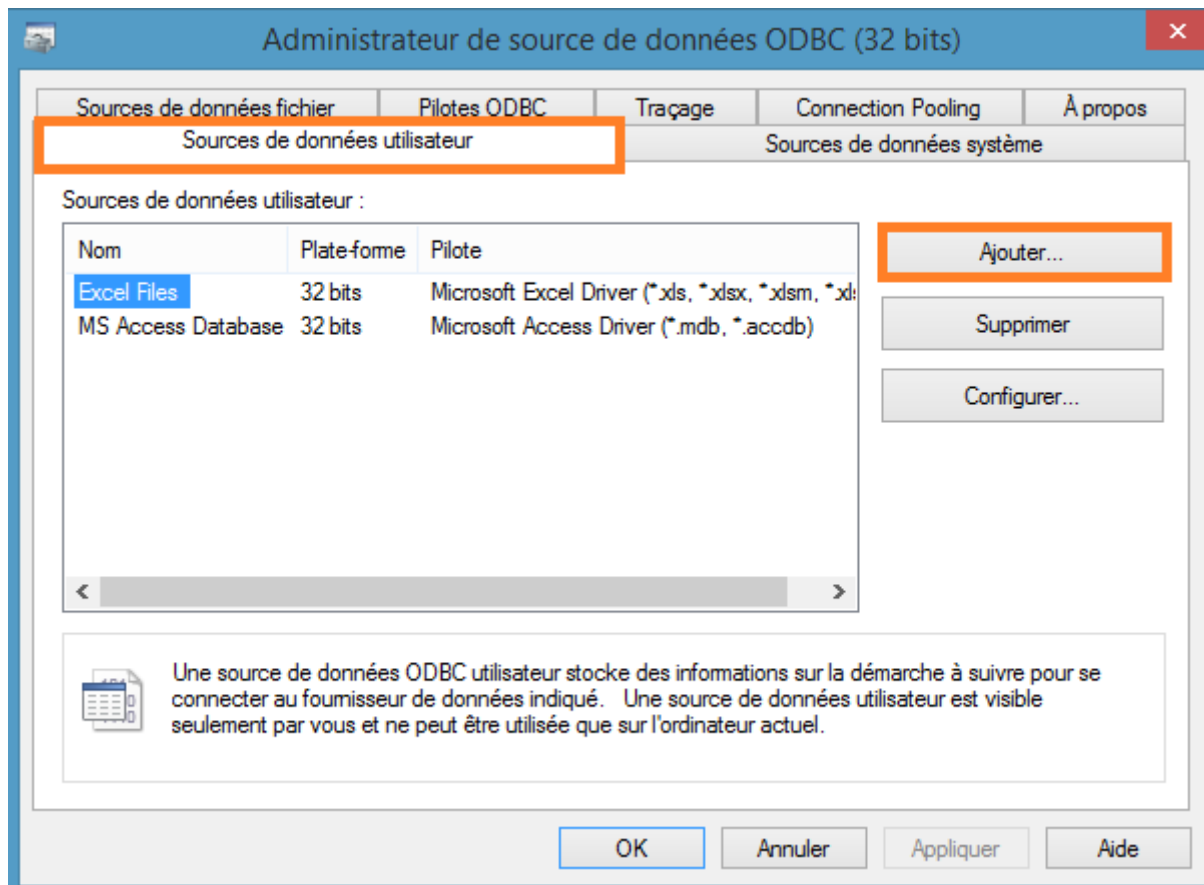 Administrateur de source de données ODBC (32 bits)
Sources de données fichier
Pilotes ODBC
Traçage
Connection Pooling
À propos
Sources de données utilisateur
Sources de données système
Sources de données utilisateur :
Nom Plate-forme Pilote
Excel Files 32 bits Microsoft Excel Driver (*.xls, *.xlsx, *.xlsm, *.xl
MS Access Database 32 bits Microsoft Access Driver (*.mdb, *.accdb)
Ajouter...
Supprimer
Configurer...
Une source de données ODBC utilisateur stocke des informations sur la démarche à suivre pour se
connecter au fournisseur de données indiqué. Une source de données utilisateur est visible
seulement par vous et ne peut être utilisée que sur l'ordinateur actuel.
OK
Annuler
Appliquer
Aide